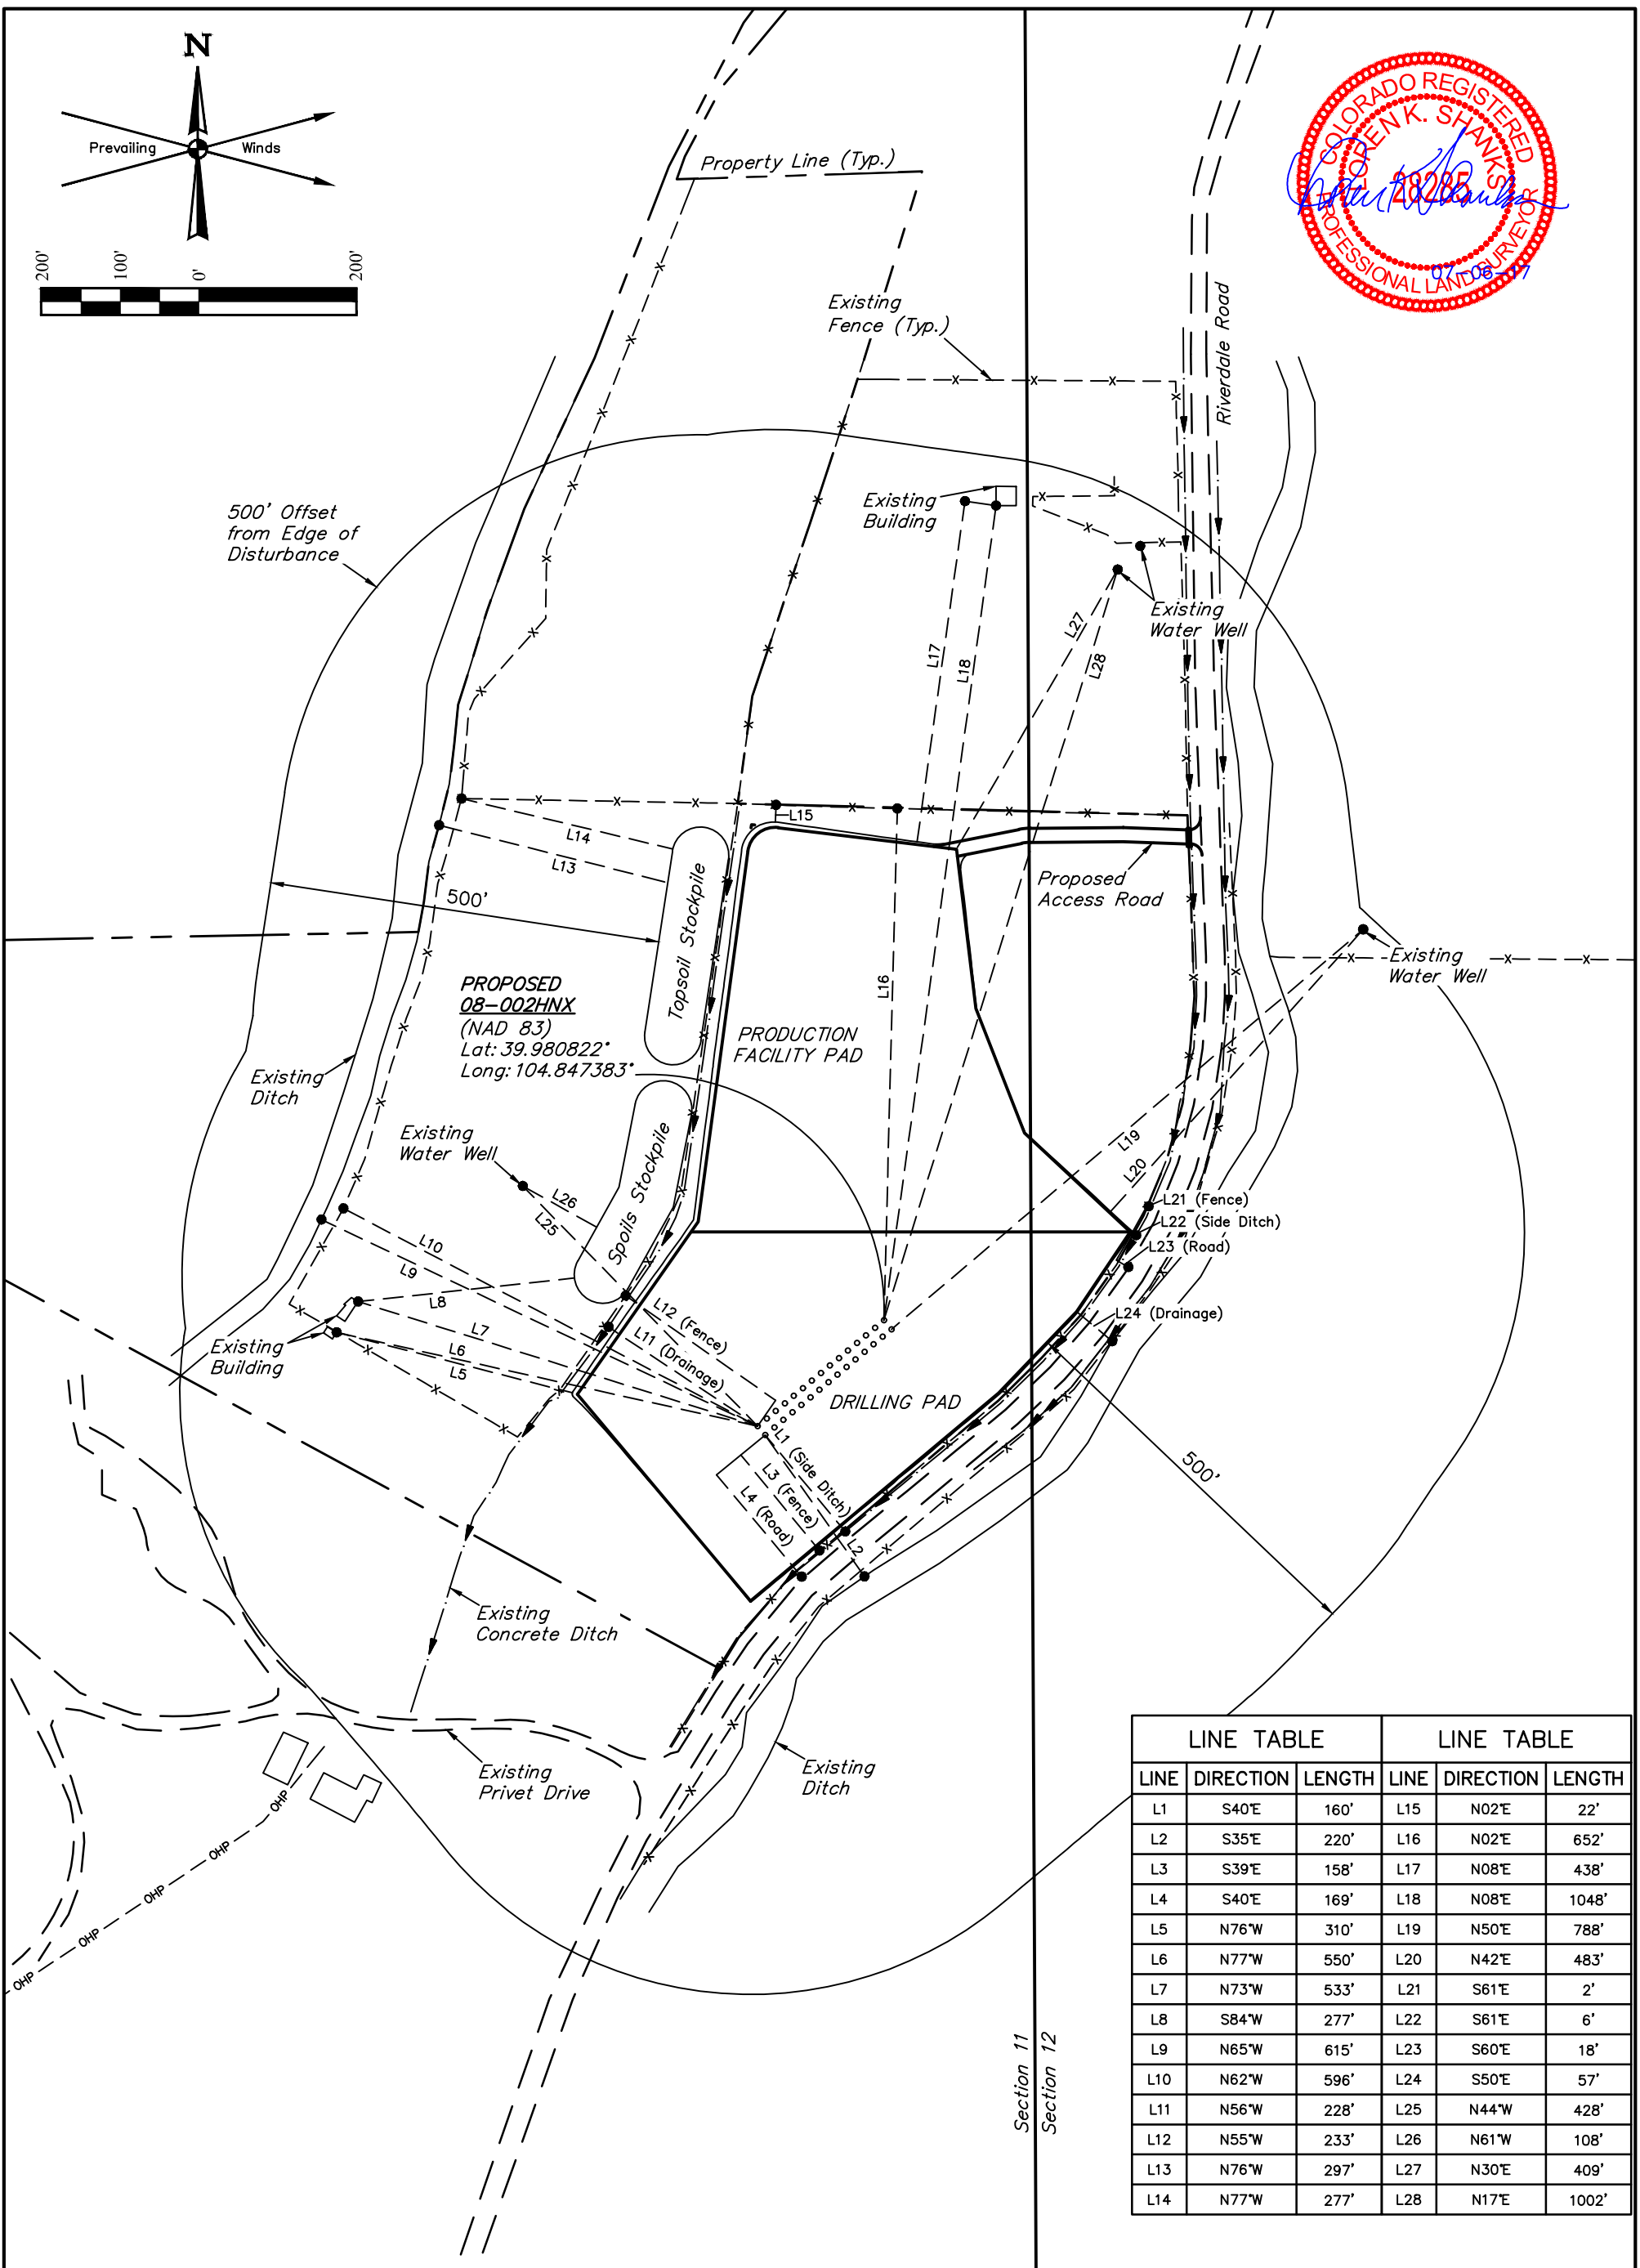 N
Prevailing Winds
200' 100' 0' 200'
COLORADO REGISTERED
LOREN K. SHANKS
28285
PROFESSIONAL LAND SURVEYOR
07-06-17
Property Line (Typ.)
Existing
Fence (Typ.)
Riverdale Road
500' Offset
from Edge of
Disturbance
Existing
Building
Existing
Water Well
L27
L28
L17
L18
L15
L14
L13
500'
Topsoil Stockpile
Proposed
Access Road
Existing
Water Well
L16
PROPOSED
08-002HNX
(NAD 83)
Lat: 39.980822°
Long: 104.847383°
PRODUCTION
FACILITY PAD
Existing
Ditch
Existing
Water Well
L26
L25
Spoils Stockpile
L19
L20
L21 (Fence)
L22 (Side Ditch)
L23 (Road)
L24 (Drainage)
L10
L9
L8
L7
L6
L5
L12 (Fence)
L11 (Drainage)
Existing
Building
DRILLING PAD
L1 (Side Ditch)
L3 (Fence)
L4 (Road)
L2
500'
Existing
Concrete Ditch
Existing
Privet Drive
Existing
Ditch
OHP
OHP
OHP
OHP
OHP
Section 11
Section 12
LINE TABLE LINE TABLE
LINE DIRECTION LENGTH LINE DIRECTION LENGTH
L1 S40°E 160' L15 N02°E 22'
L2 S35°E 220' L16 N02°E 652'
L3 S39°E 158' L17 N08°E 438'
L4 S40°E 169' L18 N08°E 1048'
L5 N76°W 310' L19 N50°E 788'
L6 N77°W 550' L20 N42°E 483'
L7 N73°W 533' L21 S61°E 2'
L8 S84°W 277' L22 S61°E 6'
L9 N65°W 615' L23 S60°E 18'
L10 N62°W 596' L24 S50°E 57'
L11 N56°W 228' L25 N44°W 428'
L12 N55°W 233' L26 N61°W 108'
L13 N76°W 297' L27 N30°E 409'
L14 N77°W 277' L28 N17°E 1002'